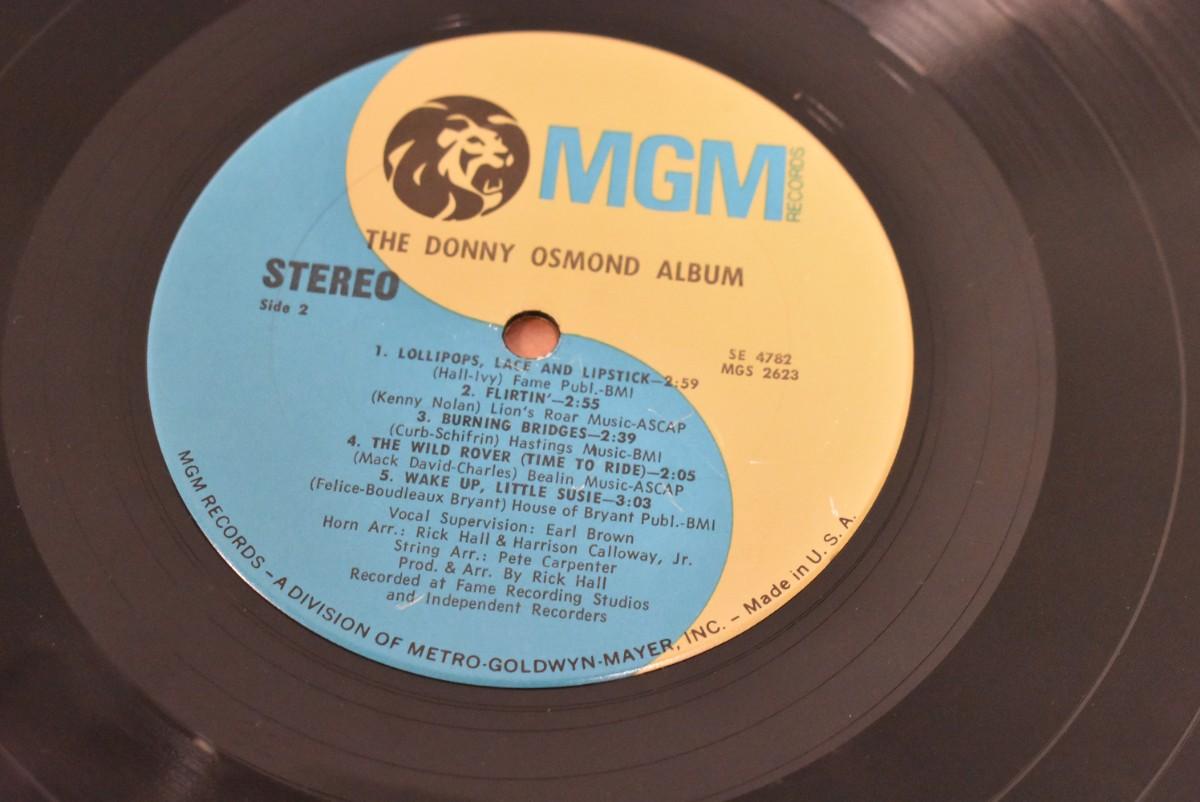 MGM RECORDS
THE DONNY OSMOND ALBUM
STEREO
Side 2
SE 4782
MGS 2623
1. LOLLIPOPS, LACE AND LIPSTICK—2:59
(Hall-Ivy) Fame Publ.-BMI
2. FLIRTIN'—2:55
(Kenny Nolan) Lion's Roar Music-ASCAP
3. BURNING BRIDGES—2:39
(Curb-Schifrin) Hastings Music-BMI
4. THE WILD ROVER (TIME TO RIDE)—2:05
(Mack David-Charles) Bealin Music-ASCAP
5. WAKE UP, LITTLE SUSIE—3:03
(Felice-Boudleaux Bryant) House of Bryant Publ.-BMI
Vocal Supervision: Earl Brown
Horn Arr.: Rick Hall & Harrison Calloway, Jr.
String Arr.: Pete Carpenter
Prod. & Arr. By Rick Hall
Recorded at Fame Recording Studios
and Independent Recorders
MGM RECORDS – A DIVISION OF METRO-GOLDWYN-MAYER, INC. – Made in U. S. A.